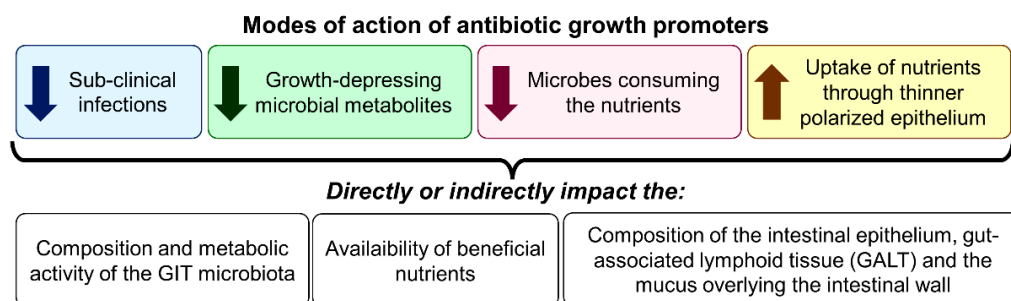 Modes of action of antibiotic growth promoters
Sub-clinical
infections
Growth-depressing
microbial metabolites
Microbes consuming
the nutrients
Uptake of nutrients
through thinner
polarized epithelium
Directly or indirectly impact the:
Composition and metabolic
activity of the GIT microbiota
Availaibility of beneficial
nutrients
Composition of the intestinal epithelium, gut-
associated lymphoid tissue (GALT) and the
mucus overlying the intestinal wall